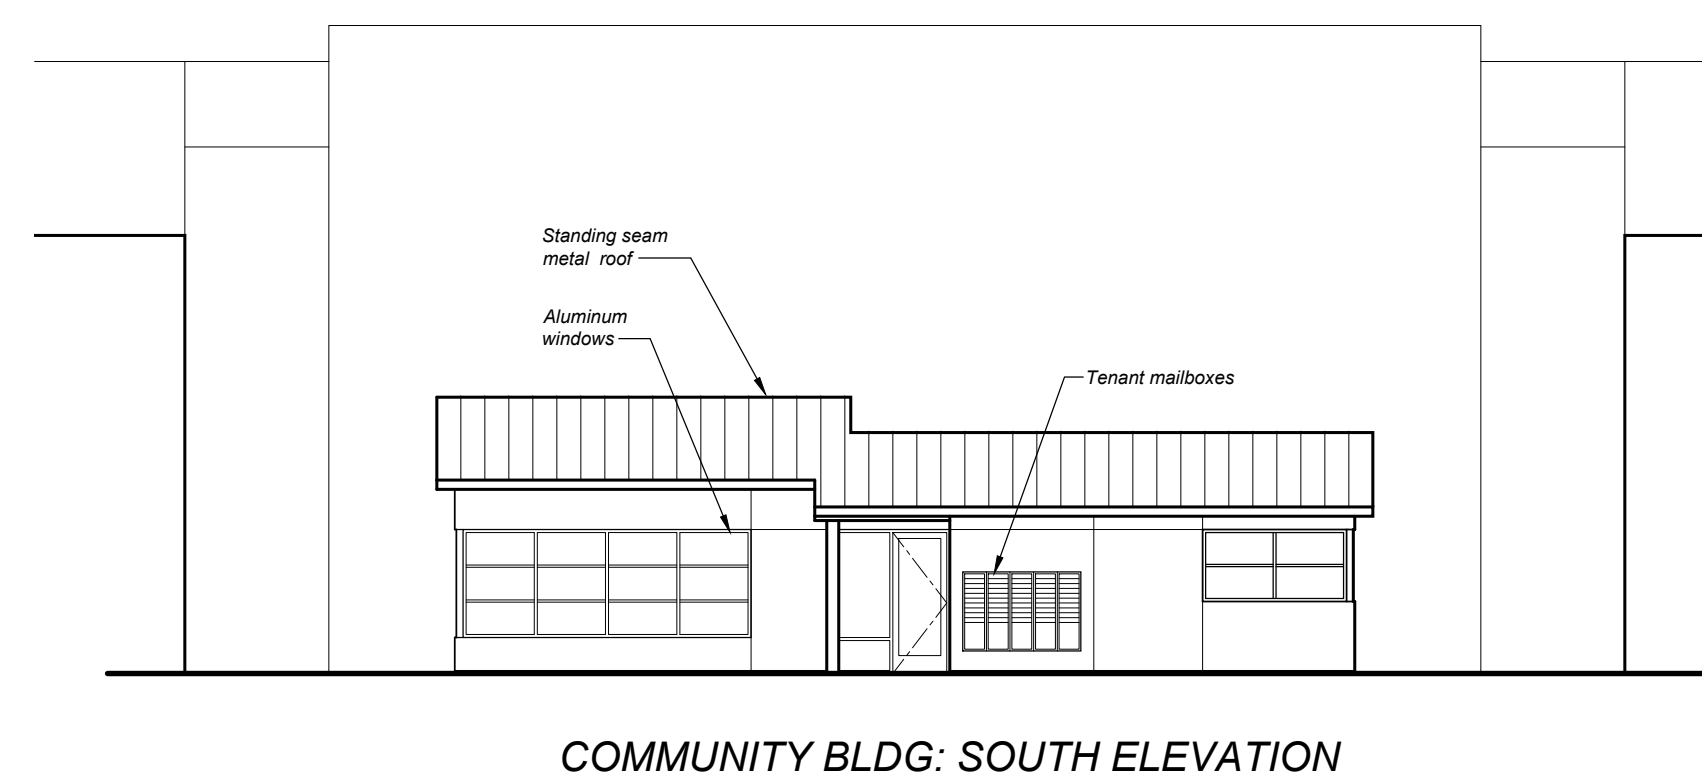 Standing seam
metal roof
Aluminum
windows
Tenant mailboxes
COMMUNITY BLDG: SOUTH ELEVATION